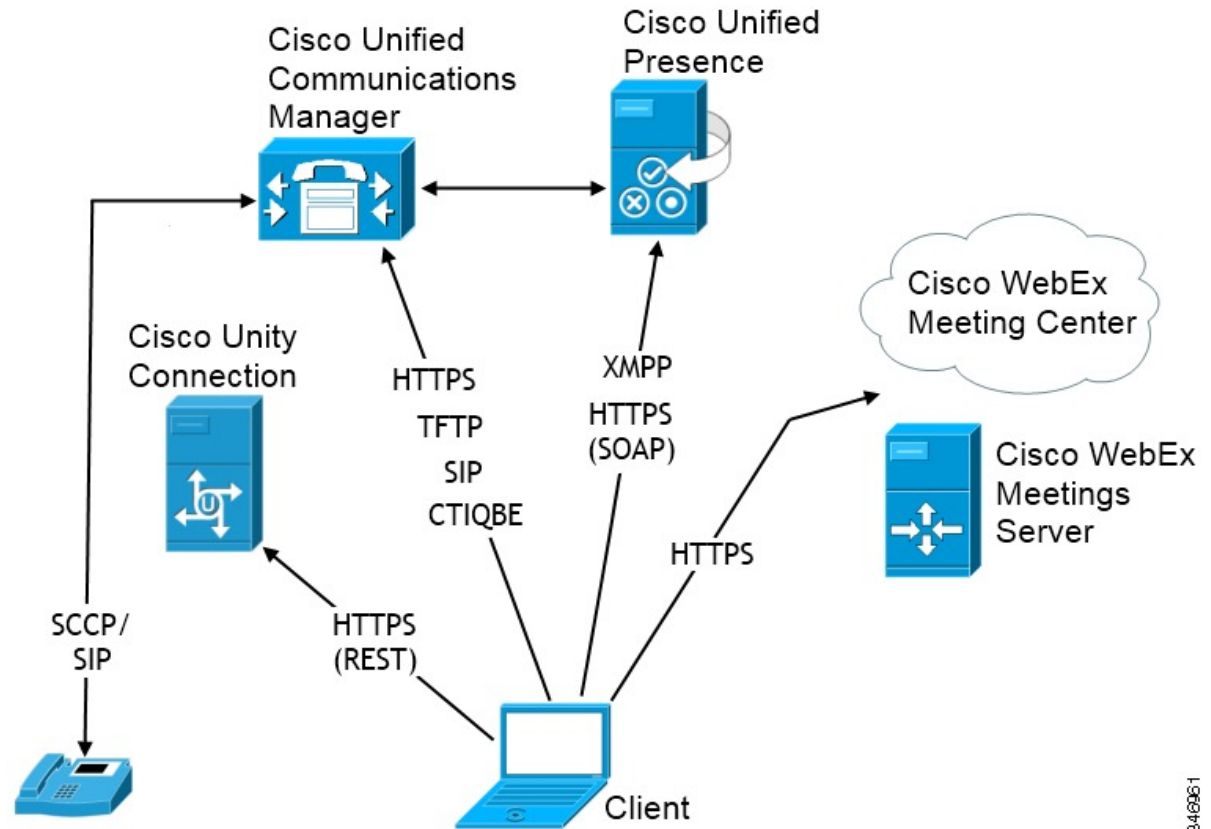 Cisco Unified
Communications
Manager
Cisco Unified
Presence
Cisco WebEx
Meeting Center
Cisco Unity
Connection
HTTPS
TFTP
SIP
CTIQBE
XMPP
HTTPS
(SOAP)
Cisco WebEx
Meetings
Server
HTTPS
SCCP/
SIP
HTTPS
(REST)
U
Client
346961